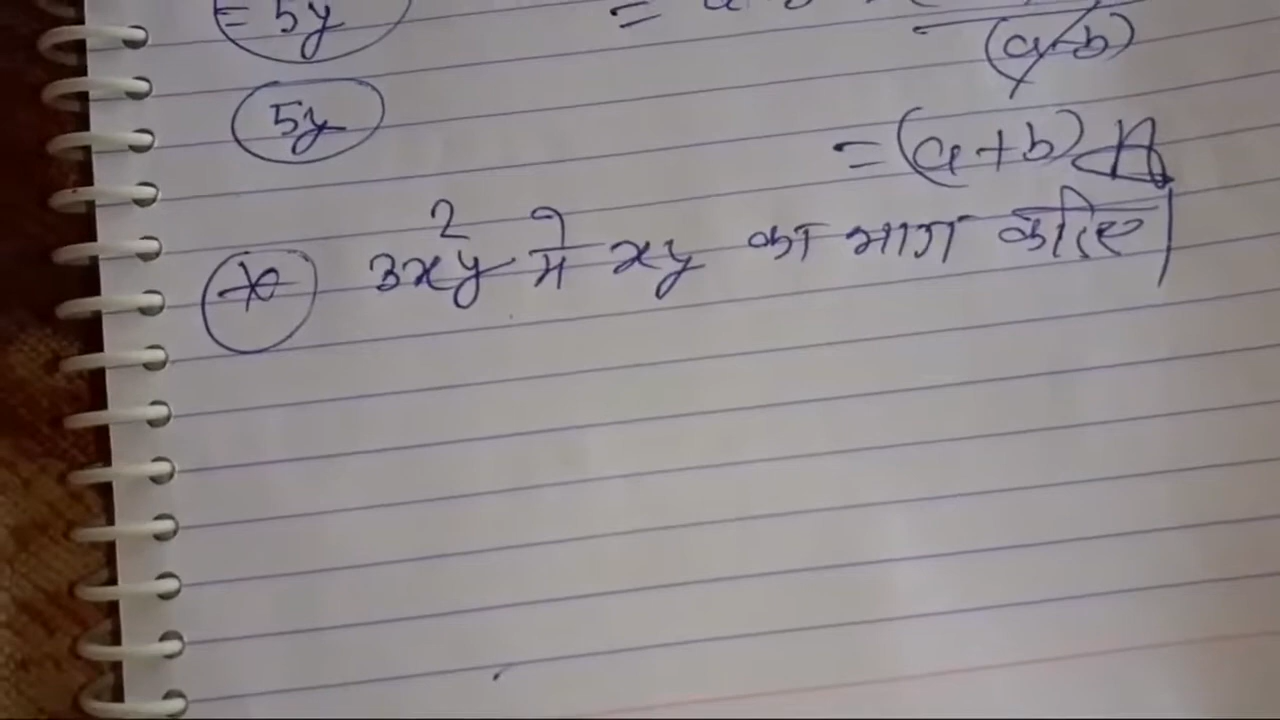 = 5y
(a-b)
5y
= (a+b)
3x²y में xy का भाग दीजिए।